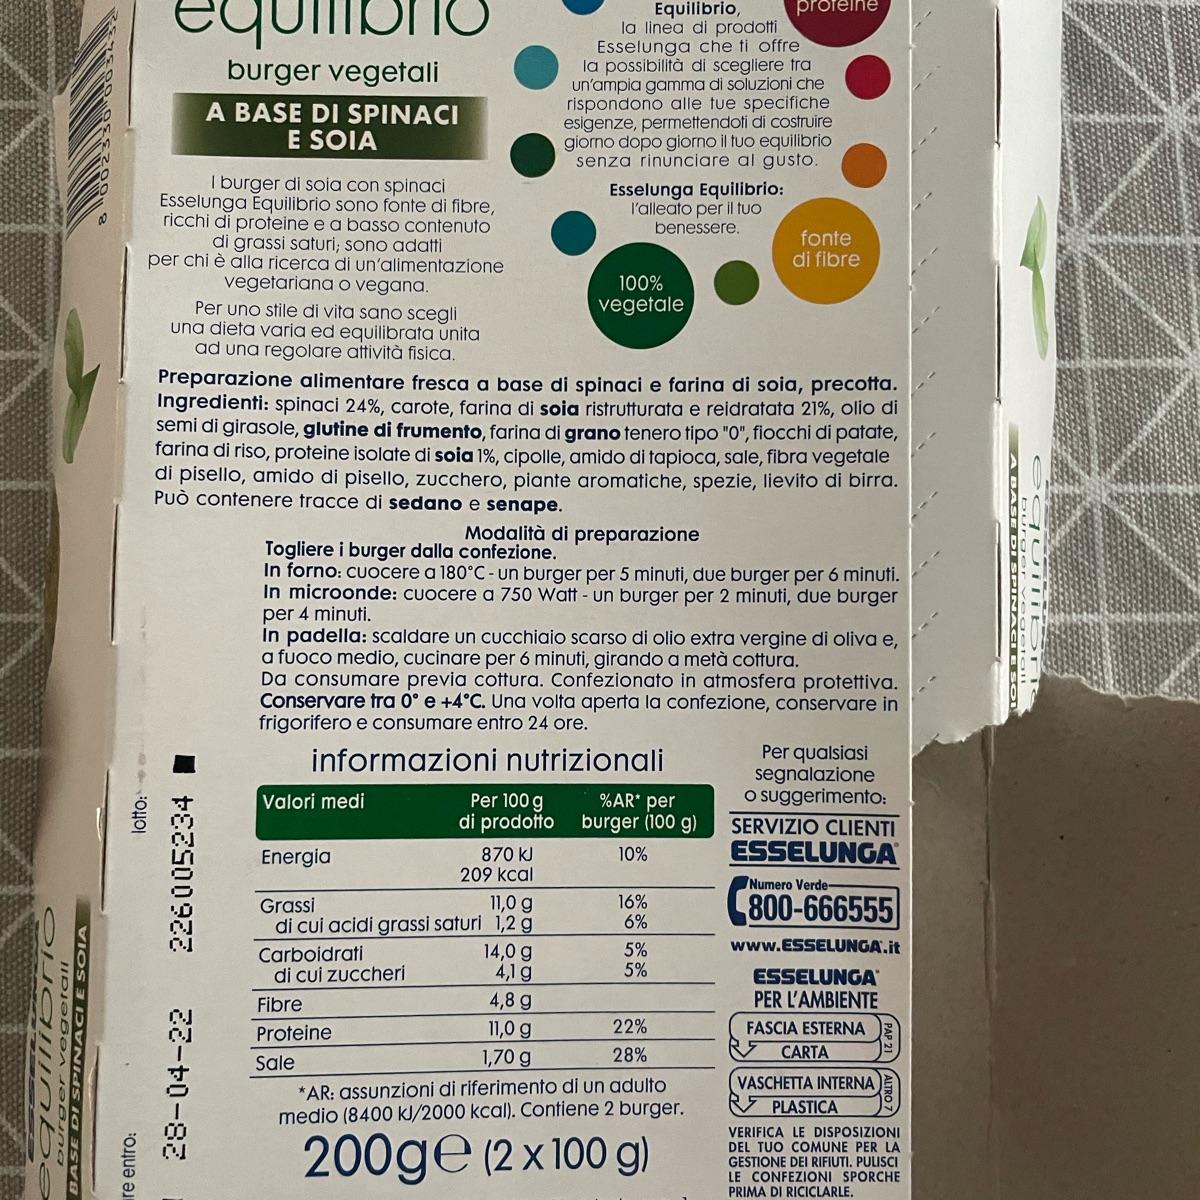 equilibrio
burger vegetali
A BASE DI SPINACI
E SOIA
I burger di soia con spinaci
Esselunga Equilibrio sono fonte di fibre,
ricchi di proteine e a basso contenuto
di grassi saturi; sono adatti
per chi è alla ricerca di un'alimentazione
vegetariana o vegana.
Per uno stile di vita sano scegli
una dieta varia ed equilibrata unita
ad una regolare attività fisica.
Equilibrio,
la linea di prodotti
Esselunga che ti offre
la possibilità di scegliere tra
un'ampia gamma di soluzioni che
rispondono alle tue specifiche
esigenze, permettendoti di costruire
giorno dopo giorno il tuo equilibrio
senza rinunciare al gusto.
Esselunga Equilibrio:
l'alleato per il tuo
benessere.
proteine
fonte
di fibre
100%
vegetale
Preparazione alimentare fresca a base di spinaci e farina di soia, precotta.
Ingredienti: spinaci 24%, carote, farina di soia ristrutturata e reidratata 21%, olio di
semi di girasole, glutine di frumento, farina di grano tenero tipo "0", fiocchi di patate,
farina di riso, proteine isolate di soia 1%, cipolle, amido di tapioca, sale, fibra vegetale
di pisello, amido di pisello, zucchero, piante aromatiche, spezie, lievito di birra.
Può contenere tracce di sedano e senape.
Modalità di preparazione
Togliere i burger dalla confezione.
In forno: cuocere a 180°C - un burger per 5 minuti, due burger per 6 minuti.
In microonde: cuocere a 750 Watt - un burger per 2 minuti, due burger
per 4 minuti.
In padella: scaldare un cucchiaio scarso di olio extra vergine di oliva e,
a fuoco medio, cucinare per 6 minuti, girando a metà cottura.
Da consumare previa cottura. Confezionato in atmosfera protettiva.
Conservare tra 0° e +4°C. Una volta aperta la confezione, conservare in
frigorifero e consumare entro 24 ore.
informazioni nutrizionali
Valori medi Per 100 g %AR* per
di prodotto burger (100 g)
Energia 870 kJ 10%
209 kcal
Grassi 11,0 g 16%
di cui acidi grassi saturi 1,2 g 6%
Carboidrati 14,0 g 5%
di cui zuccheri 4,1 g 5%
Fibre 4,8 g
Proteine 11,0 g 22%
Sale 1,70 g 28%
*AR: assunzioni di riferimento di un adulto
medio (8400 kJ/2000 kcal). Contiene 2 burger.
200g e (2 x 100 g)
Per qualsiasi
segnalazione
o suggerimento:
SERVIZIO CLIENTI
ESSELUNGA
Numero Verde
800-666555
www.ESSELUNGA.it
ESSELUNGA
PER L'AMBIENTE
FASCIA ESTERNA
CARTA
PAP 21
VASCHETTA INTERNA
PLASTICA
ALTRO 7
VERIFICA LE DISPOSIZIONI
DEL TUO COMUNE PER LA
GESTIONE DEI RIFIUTI. PULISCI
LE CONFEZIONI SPORCHE
PRIMA DI RICICLARLE.
lotto:
226005234
28-04-22
re entro:
8 002330 003452
ESSELUNGA
equilibrio
burger vegetali
BASE DI SPINACI E SOIA
equilibrio
burger vegetali
A BASE DI SPINACI E SOI